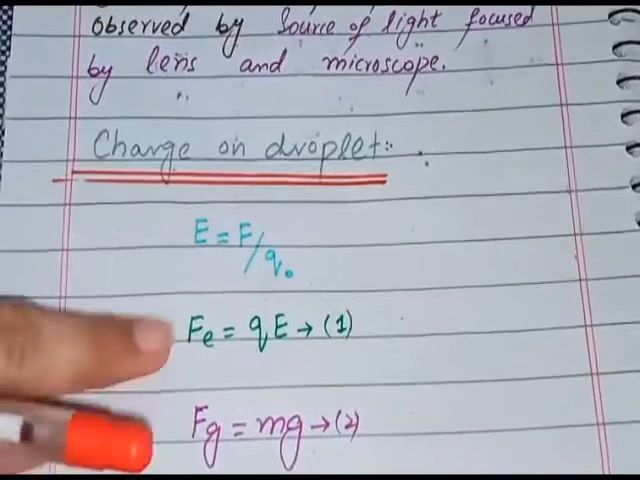 observed by source of light focused
by lens and microscope.
Charge on droplet:
E = F/q₀
Fe = qE → (1)
Fg = mg → (2)